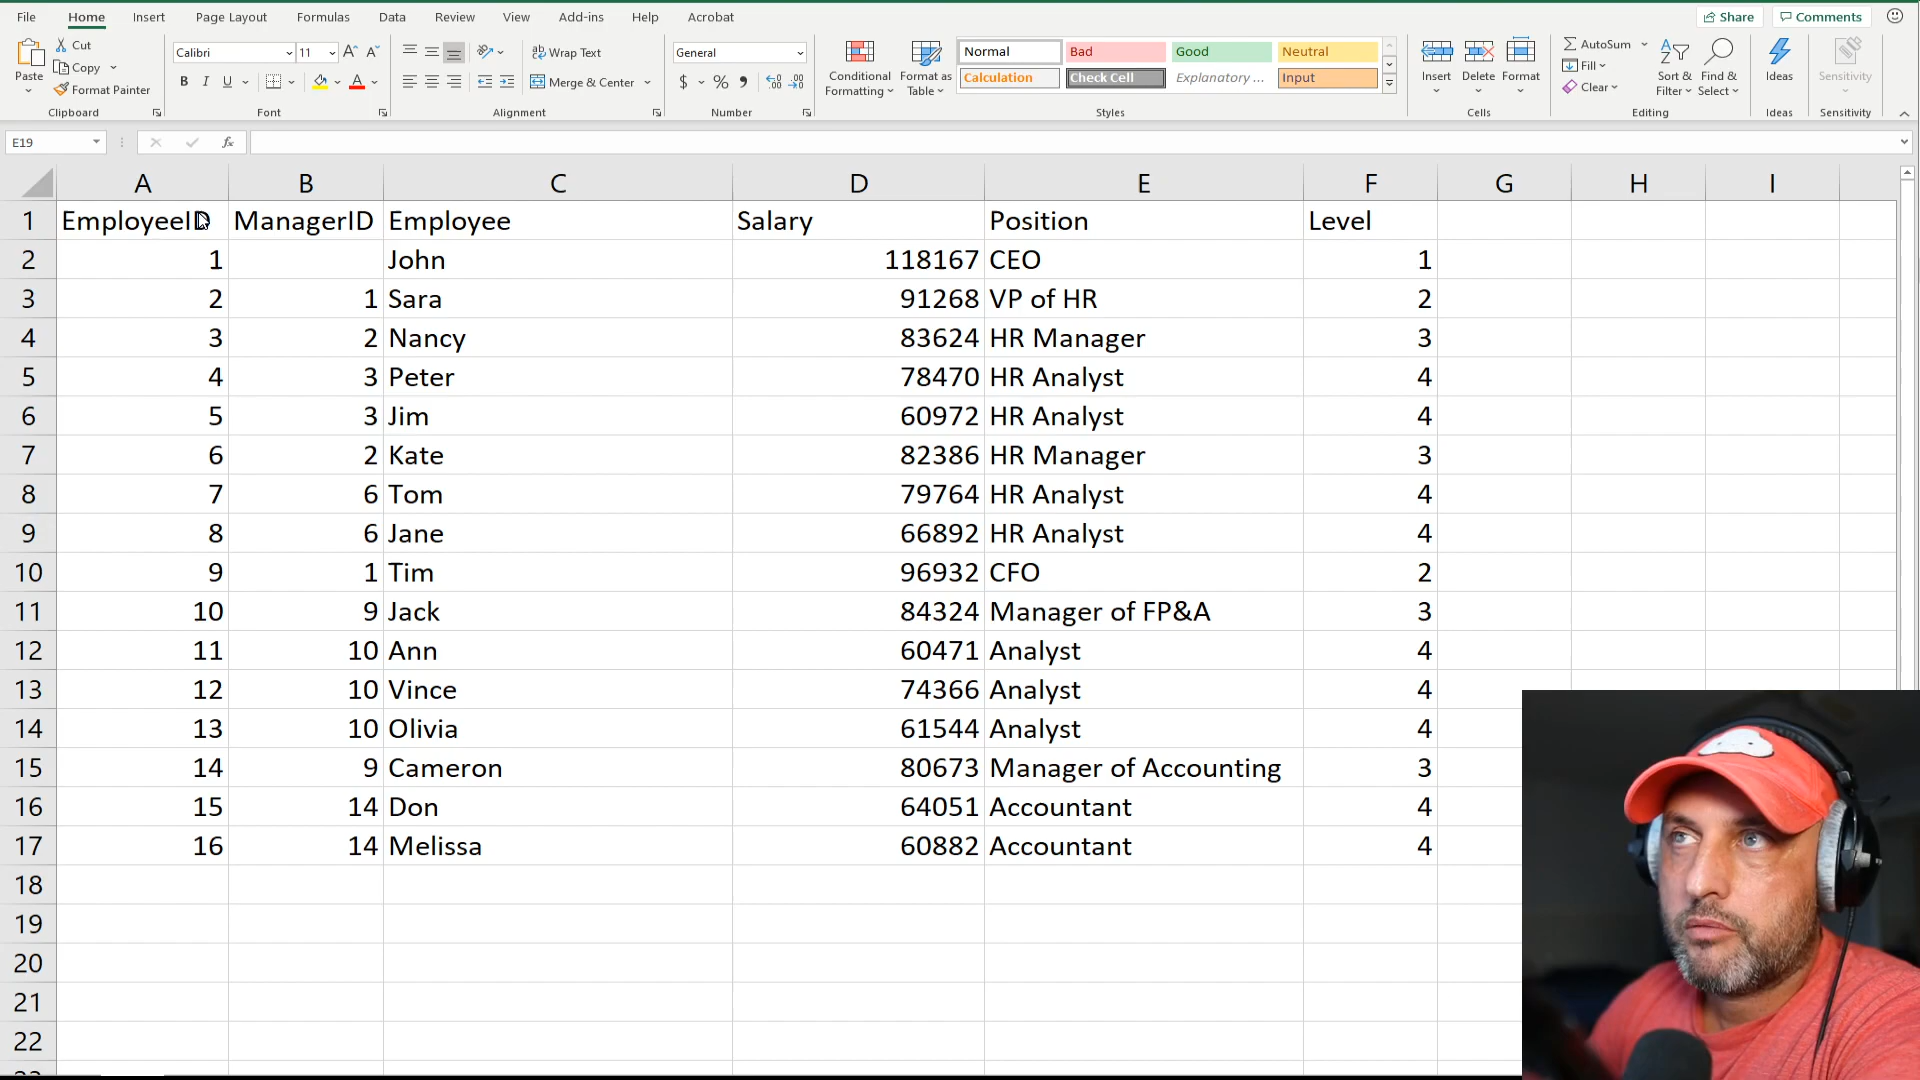 File Home Insert Page Layout Formulas Data Review View Add-ins Help Acrobat Share Comments
Paste Cut Copy Format Painter Clipboard
Calibri 11 A A B I U A Font
Wrap Text Merge & Center Alignment
General $ % Number
Conditional Formatting Format as Table Normal Bad Good Neutral Calculation Check Cell Explanatory ... Input Styles
Insert Delete Format Cells
AutoSum Fill Clear Sort & Filter Find & Select Editing
Ideas Ideas
Sensitivity Sensitivity
E19 fx
A B C D E F G H I
1 EmployeeID ManagerID Employee Salary Position Level
2 1 John 118167 CEO 1
3 2 1 Sara 91268 VP of HR 2
4 3 2 Nancy 83624 HR Manager 3
5 4 3 Peter 78470 HR Analyst 4
6 5 3 Jim 60972 HR Analyst 4
7 6 2 Kate 82386 HR Manager 3
8 7 6 Tom 79764 HR Analyst 4
9 8 6 Jane 66892 HR Analyst 4
10 9 1 Tim 96932 CFO 2
11 10 9 Jack 84324 Manager of FP&A 3
12 11 10 Ann 60471 Analyst 4
13 12 10 Vince 74366 Analyst 4
14 13 10 Olivia 61544 Analyst 4
15 14 9 Cameron 80673 Manager of Accounting 3
16 15 14 Don 64051 Accountant 4
17 16 14 Melissa 60882 Accountant 4
18
19
20
21
22